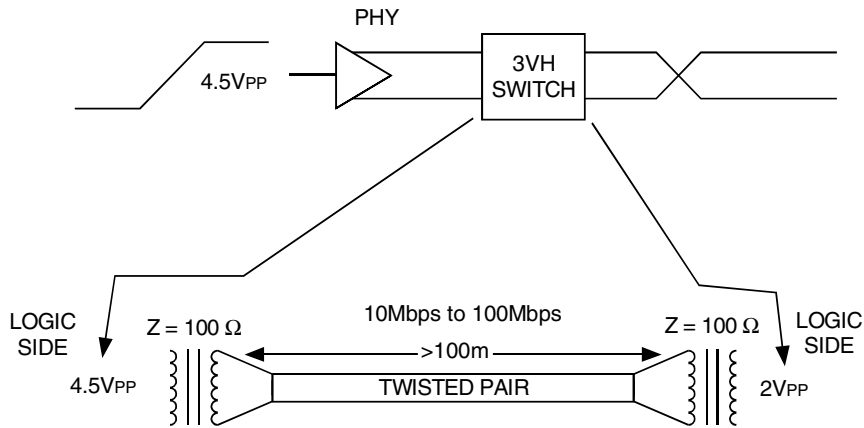 PHY
4.5VPP
3VH
SWITCH
10Mbps to 100Mbps
LOGIC
SIDE
Z = 100 Ω
Z = 100 Ω
LOGIC
SIDE
>100m
4.5VPP
TWISTED PAIR
2VPP